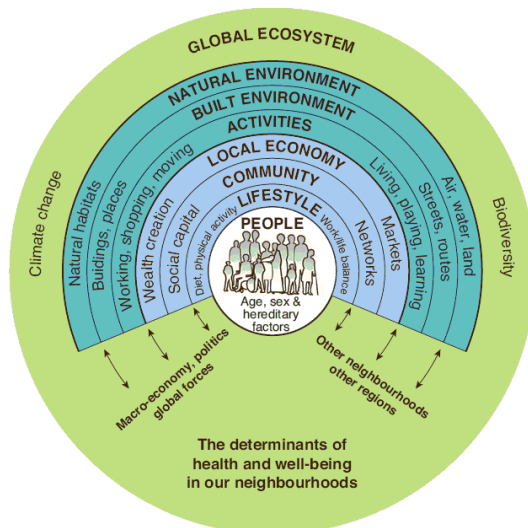 GLOBAL ECOSYSTEM
NATURAL ENVIRONMENT
BUILT ENVIRONMENT
ACTIVITIES
LOCAL ECONOMY
COMMUNITY
LIFESTYLE
PEOPLE
Age, sex &
hereditary
factors
Climate change
Natural habitats
Buidings, places
Working, shopping, moving
Wealth creation
Social capital
Diet, physical activity
Work/life balance
Networks
Markets
Living, playing, learning
Streets, routes
Air, water, land
Biodiversity
Macro-economy, politics
global forces
Other neighbourhoods
other regions
The determinants of
health and well-being
in our neighbourhoods